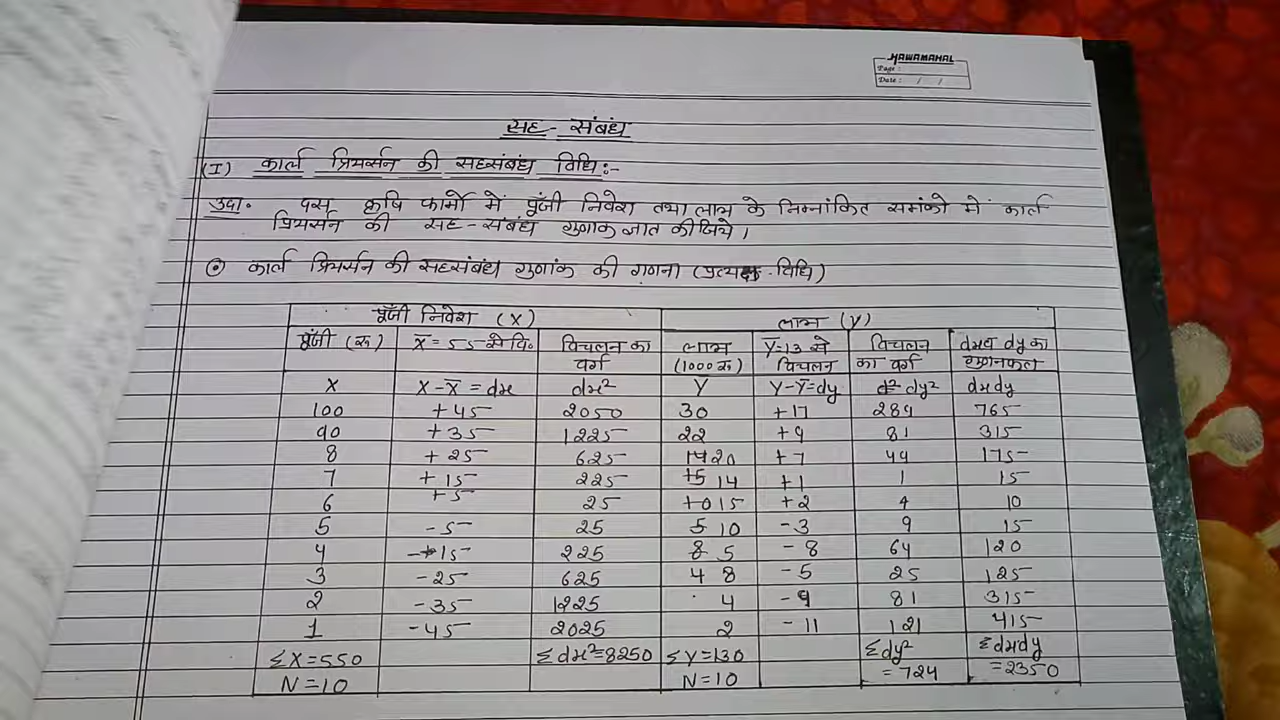 HAWAMAHAL
Page :
Date : / /
सह - संबंध
(I) कार्ल प्रियर्सन की सहसंबंध विधि:-
उदा. दस कृषि फार्मो मे पूँजी निवेश तथा लाभ के निम्नांकित समंको मे कार्ल
प्रियर्सन की सह-संबंध गुणाक ज्ञात कीजिये।
कार्ल प्रियर्सन की सहसंबंध गुणांक की गणना (प्रत्यक्ष-विधि)
पूँजी निवेश (X) लाभ (Y)
पूँजी (रू) X̅ = 55 से वि. विचलन का वर्ग लाभ (1000 रू) Y̅=13 से विचलन विचलन का वर्ग dx व dy का गुणनफल
X X-X̅ = dx dx² Y Y-Y̅=dy dy² dxdy
100 +45 2050 30 +17 289 765
90 +35 1225 22 +9 81 315
8 +25 625 20 +7 49 175
7 +15 225 14 +1 1 15
6 +5 25 15 +2 4 10
5 -5 25 10 -3 9 15
4 -15 225 5 -8 64 120
3 -25 625 8 -5 25 125
2 -35 1225 4 -9 81 315
1 -45 2025 2 -11 121 415
ΣX=550 Σdx²=8250 ΣY=130 Σdy² Σdxdy
N=10 N=10 = 724 =2350